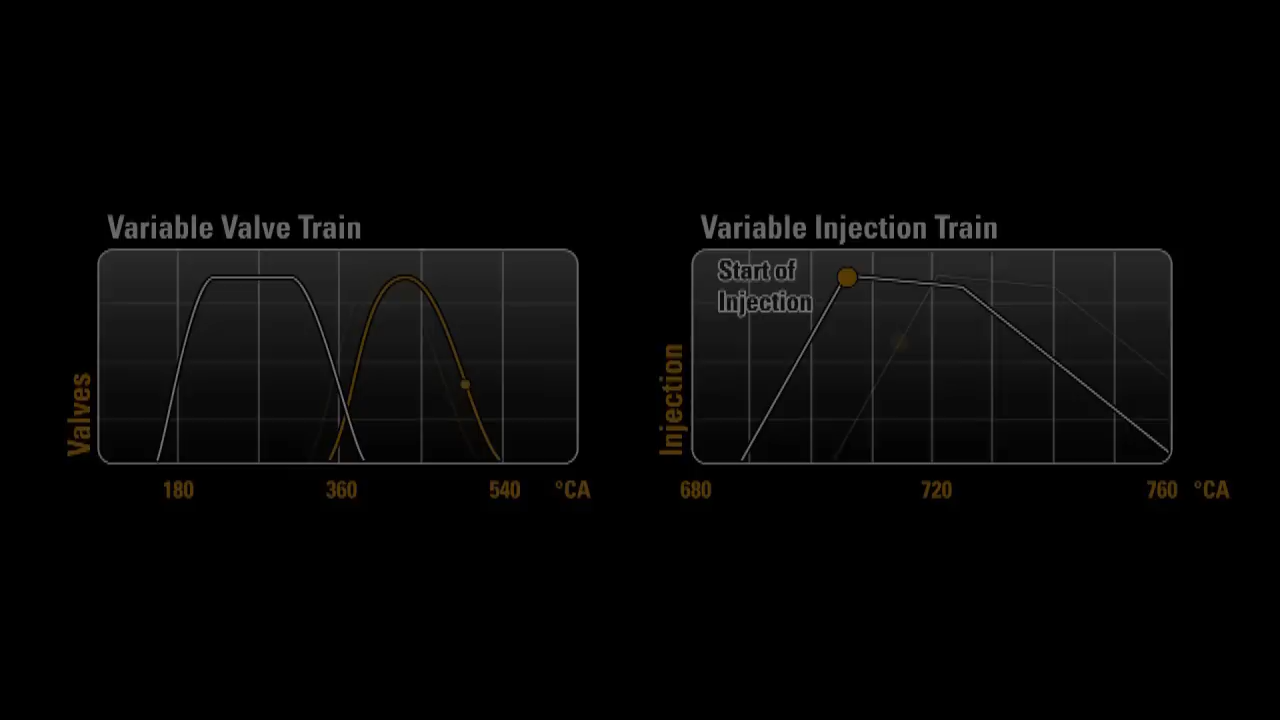 Variable Valve Train
Valves
180 360 540 °CA
Variable Injection Train
Start of
Injection
Injection
680 720 760 °CA